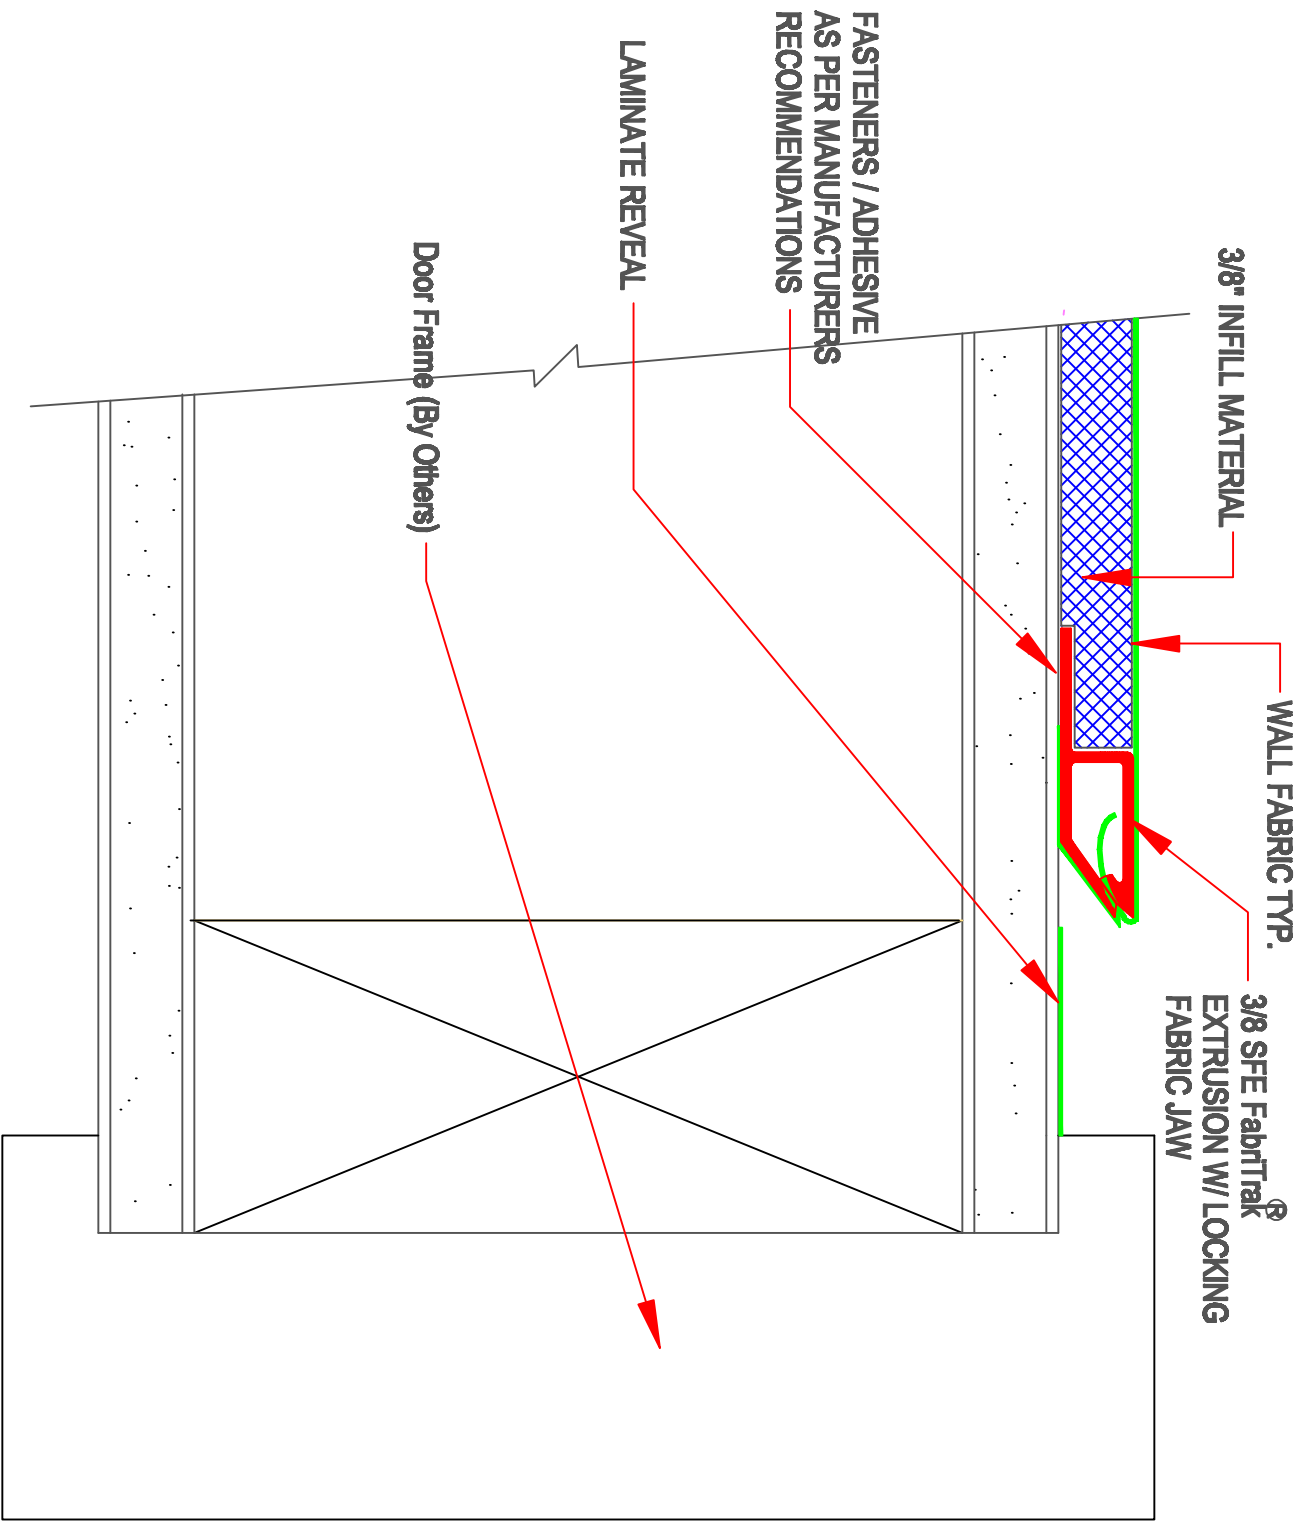 WALL FABRIC TYP.
3/8" INFILL MATERIAL
3/8 SFE FabriTrak®
EXTRUSION W/ LOCKING
FABRIC JAW
FASTENERS / ADHESIVE
AS PER MANUFACTURERS
RECOMMENDATIONS
LAMINATE REVEAL
Door Frame (By Others)